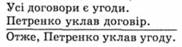 Усі договори є угоди.
Петренко уклав договір.
Отже, Петренко уклав угоду.